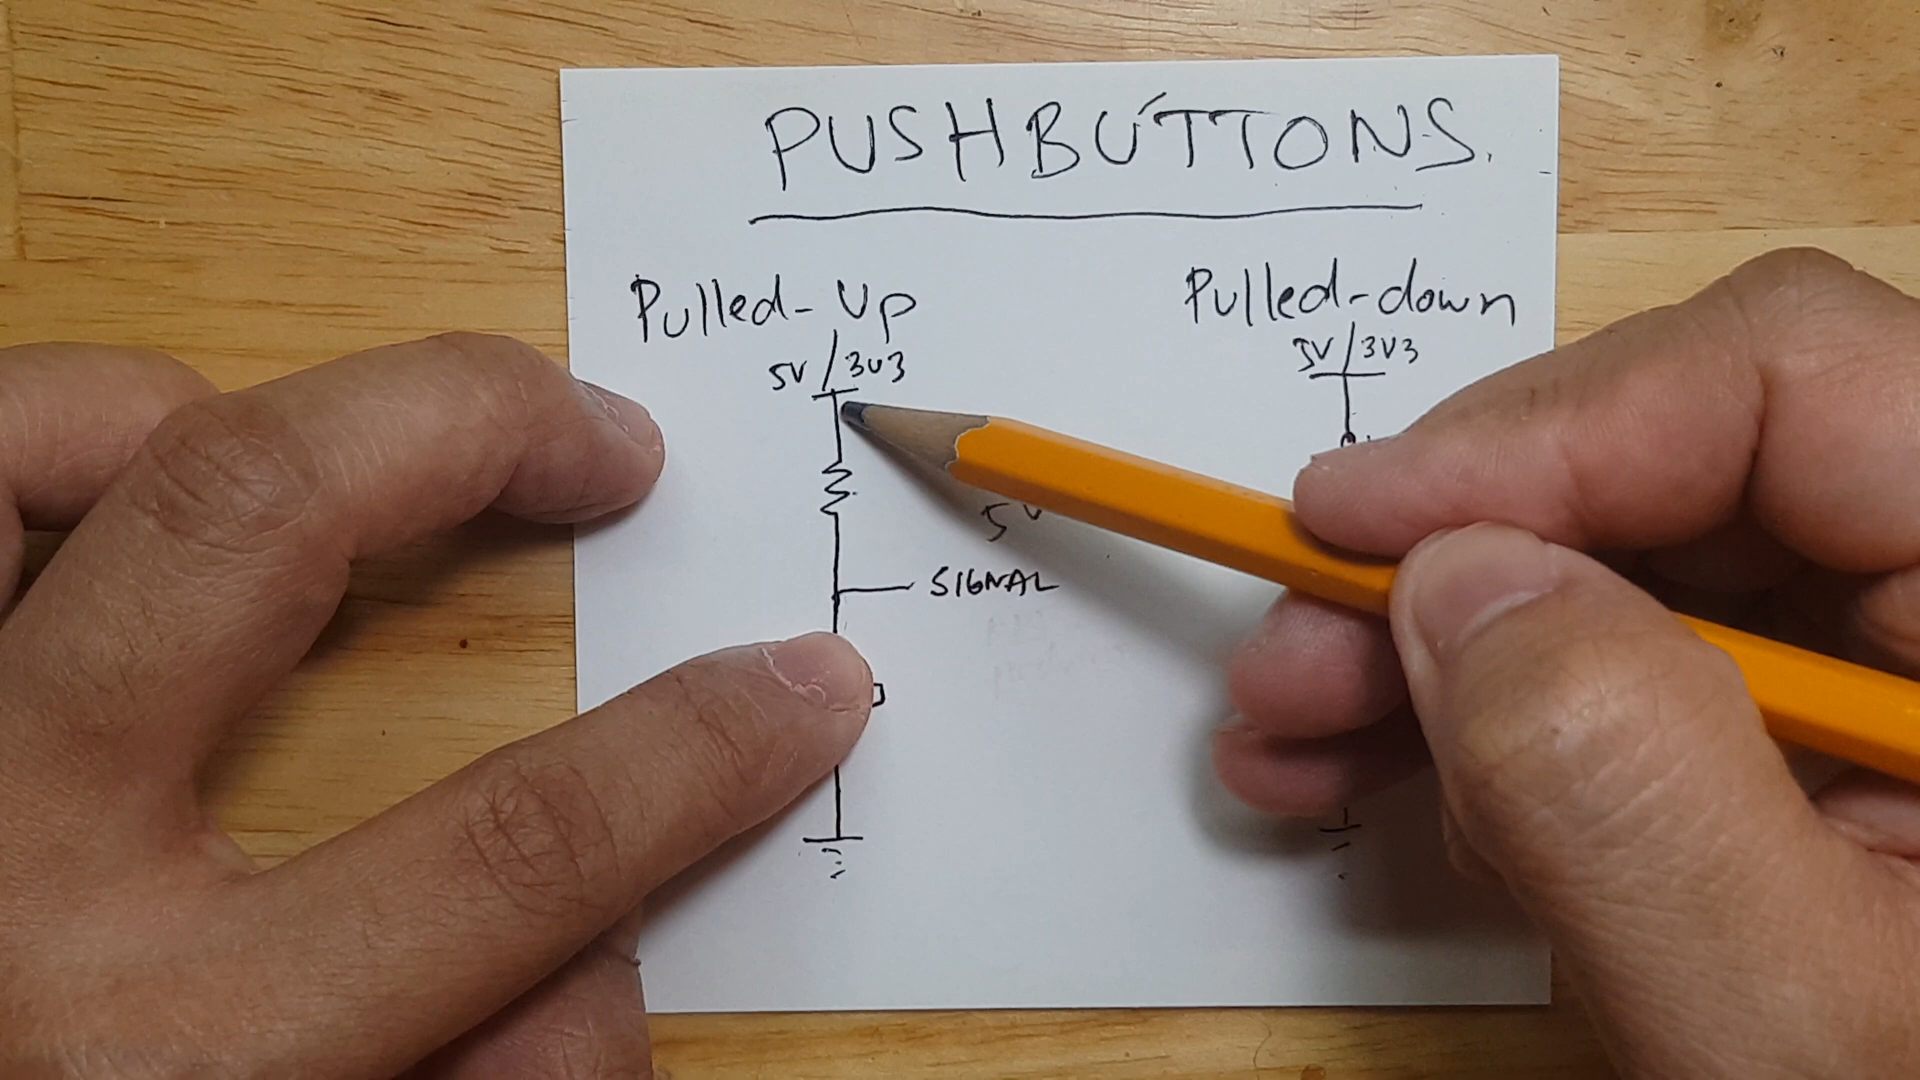 PUSHBUTTONS.
Pulled-Up
5V/3V3
5V
SIGNAL
Pulled-down
5V/3V3